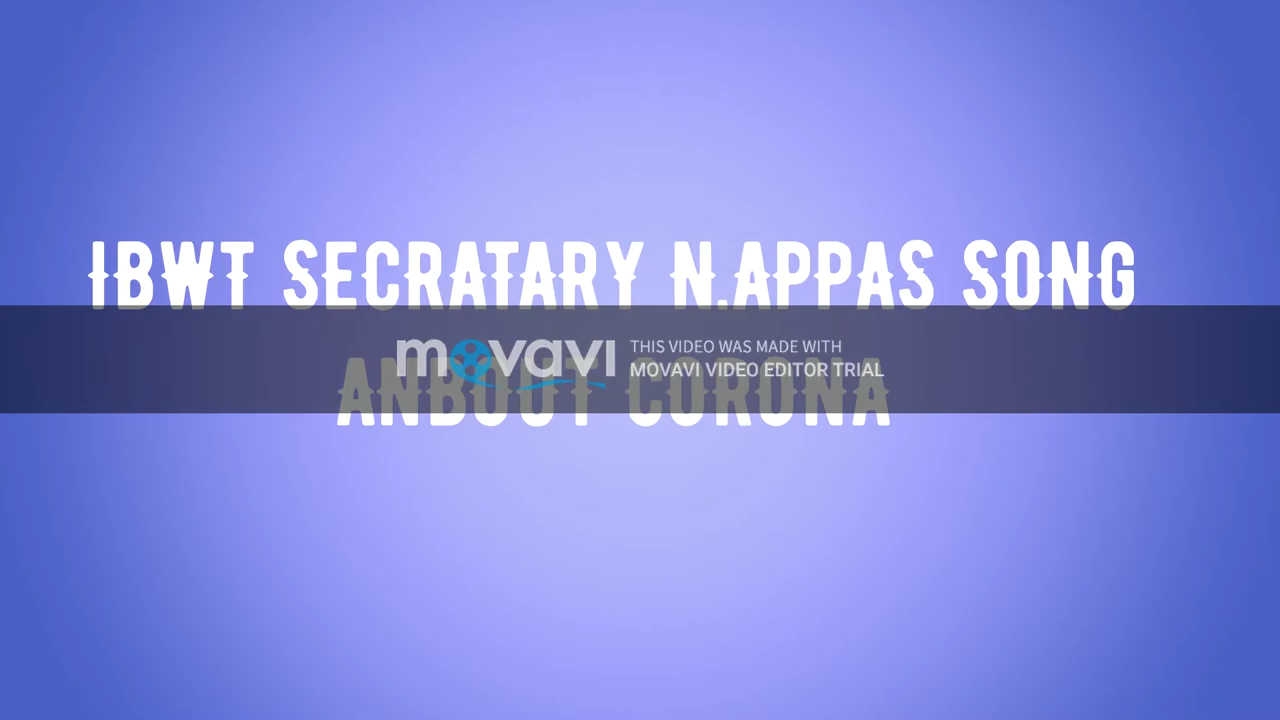 IBWT SECRATARY N.APPAS SONG
movavi
THIS VIDEO WAS MADE WITH
MOVAVI VIDEO EDITOR TRIAL
ANBOUT CORONA